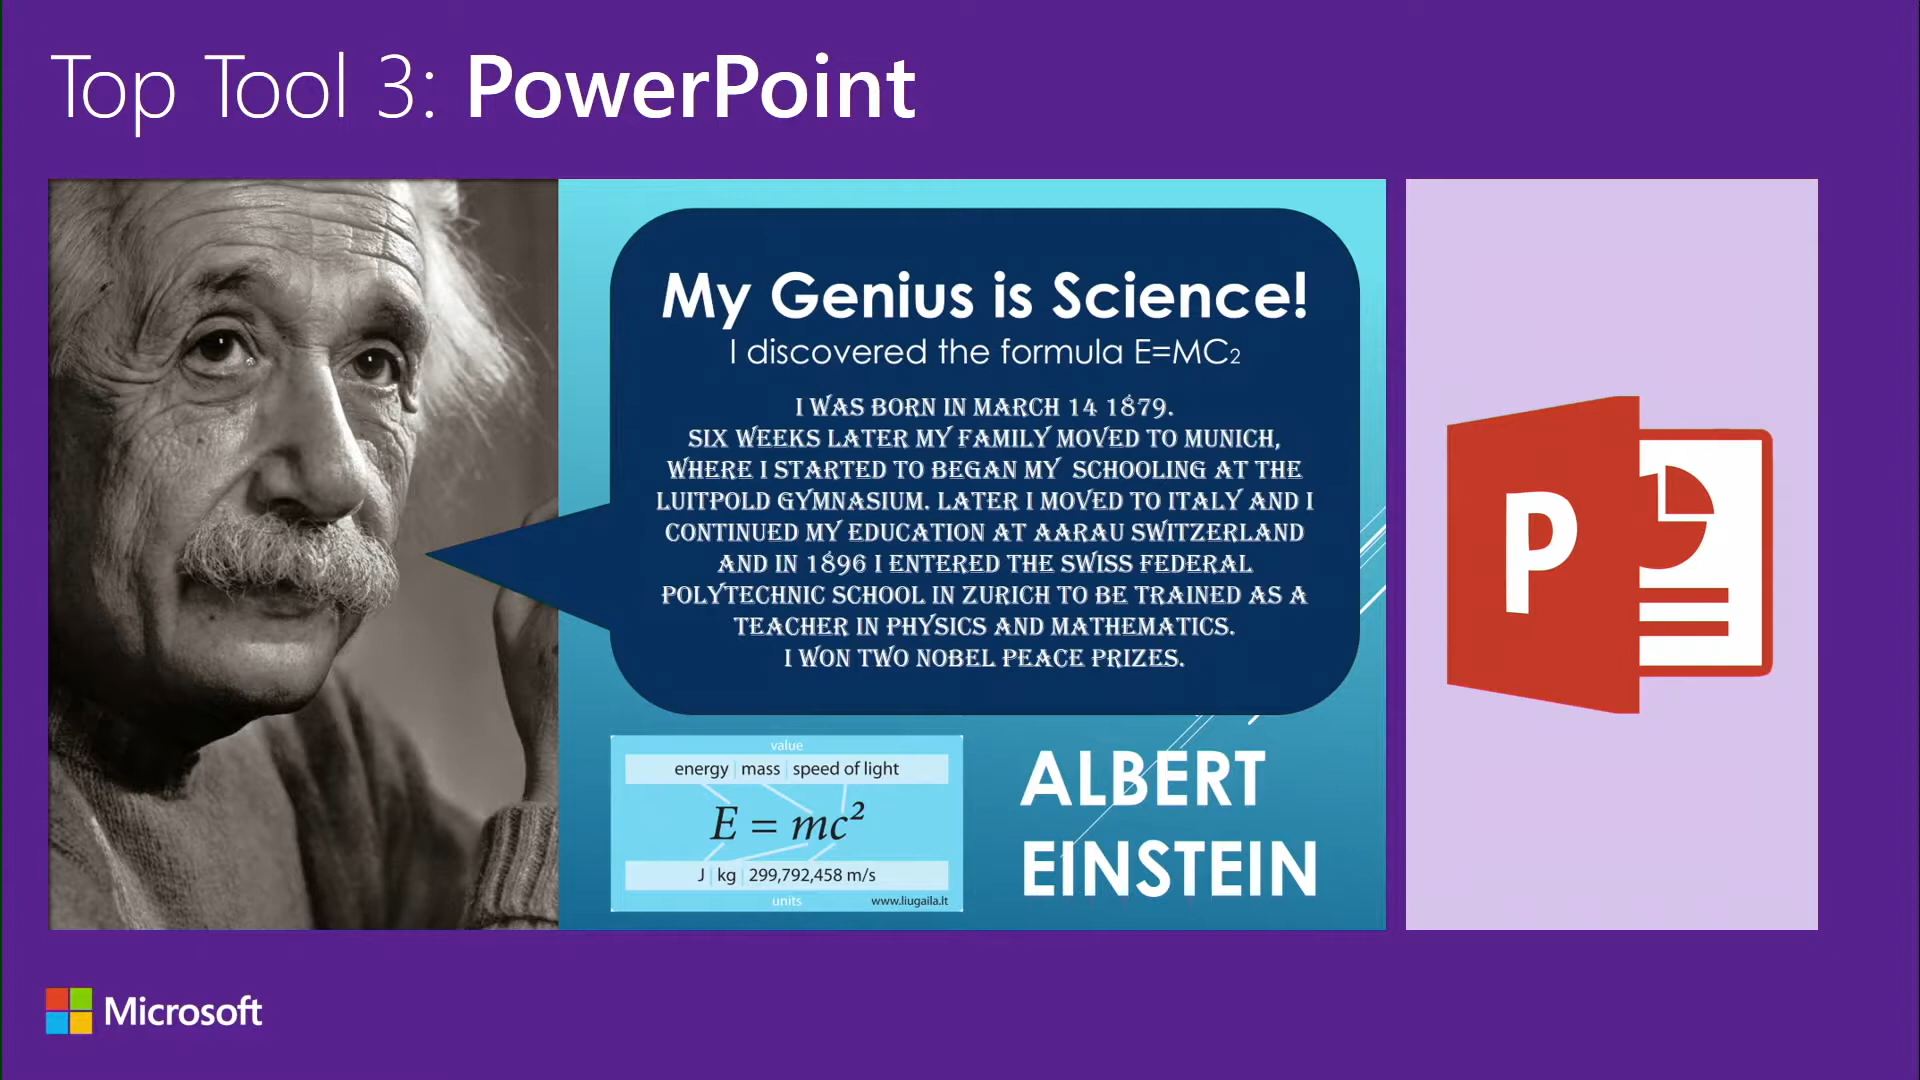 Top Tool 3: PowerPoint
My Genius is Science!
I discovered the formula E=MC₂
I WAS BORN IN MARCH 14 1879.
SIX WEEKS LATER MY FAMILY MOVED TO MUNICH,
WHERE I STARTED TO BEGAN MY SCHOOLING AT THE
LUITPOLD GYMNASIUM. LATER I MOVED TO ITALY AND I
CONTINUED MY EDUCATION AT AARAU SWITZERLAND
AND IN 1896 I ENTERED THE SWISS FEDERAL
POLYTECHNIC SCHOOL IN ZURICH TO BE TRAINED AS A
TEACHER IN PHYSICS AND MATHEMATICS.
I WON TWO NOBEL PEACE PRIZES.
value
energy | mass | speed of light
E = mc²
J | kg | 299,792,458 m/s
units
www.liugaila.lt
ALBERT
EINSTEIN
P
Microsoft